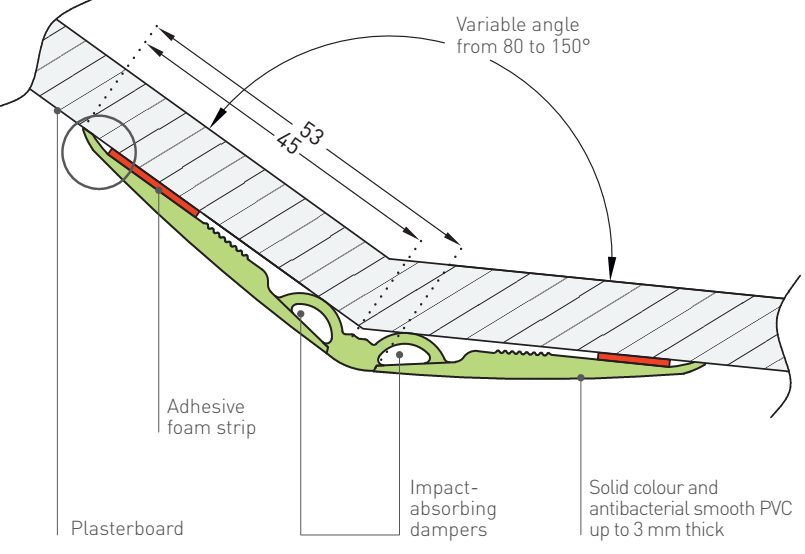 Variable angle
from 80 to 150°
53
45
Adhesive
foam strip
Impact-
absorbing
dampers
Solid colour and
antibacterial smooth PVC
up to 3 mm thick
Plasterboard